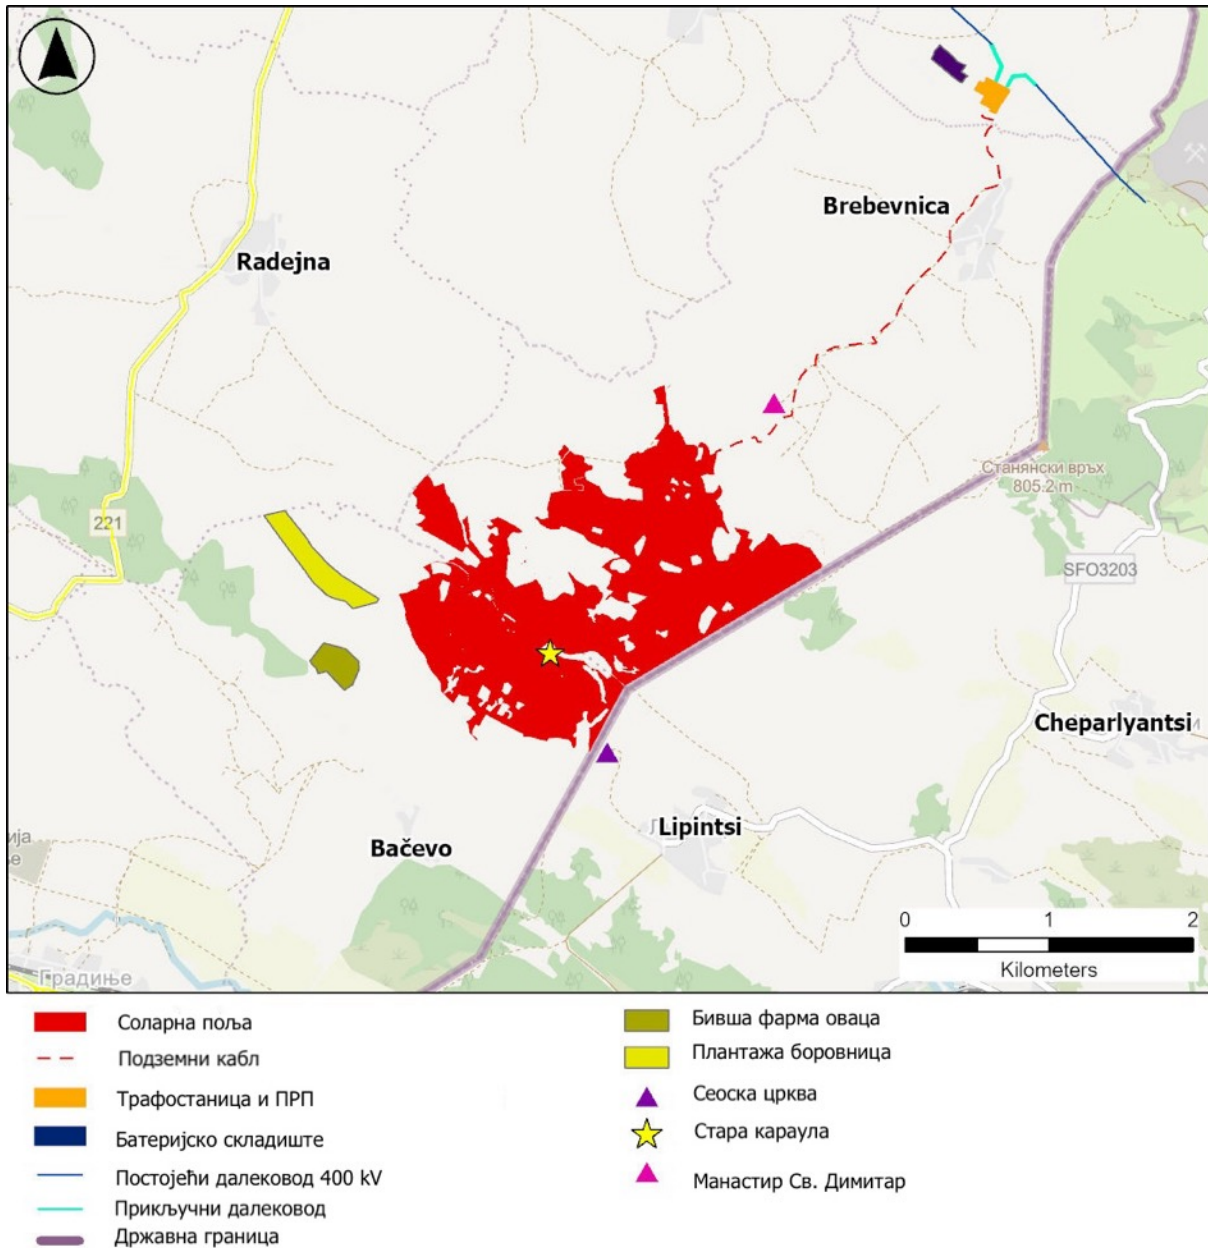 Brebevnica
Radejna
Станянски врьх
805.2 m
221
SFO3203
Cheparlyantsi
Lipintsi
Bačevo
ија
е
Градиње
0 1 2
Kilometers
Соларна поља
Подземни кабл
Трафостаница и ПРП
Батеријско складиште
Постојећи далековод 400 kV
Прикључни далековод
Државна граница
Бивша фарма оваца
Плантажа боровница
Сеоска црква
Стара караула
Манастир Св. Димитар